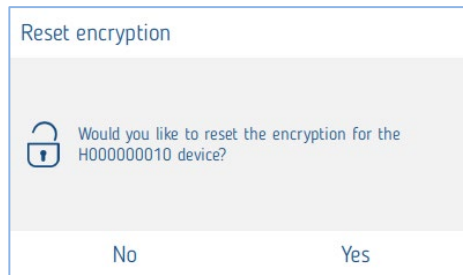 Reset encryption
Would you like to reset the encryption for the
H000000010 device?
No Yes